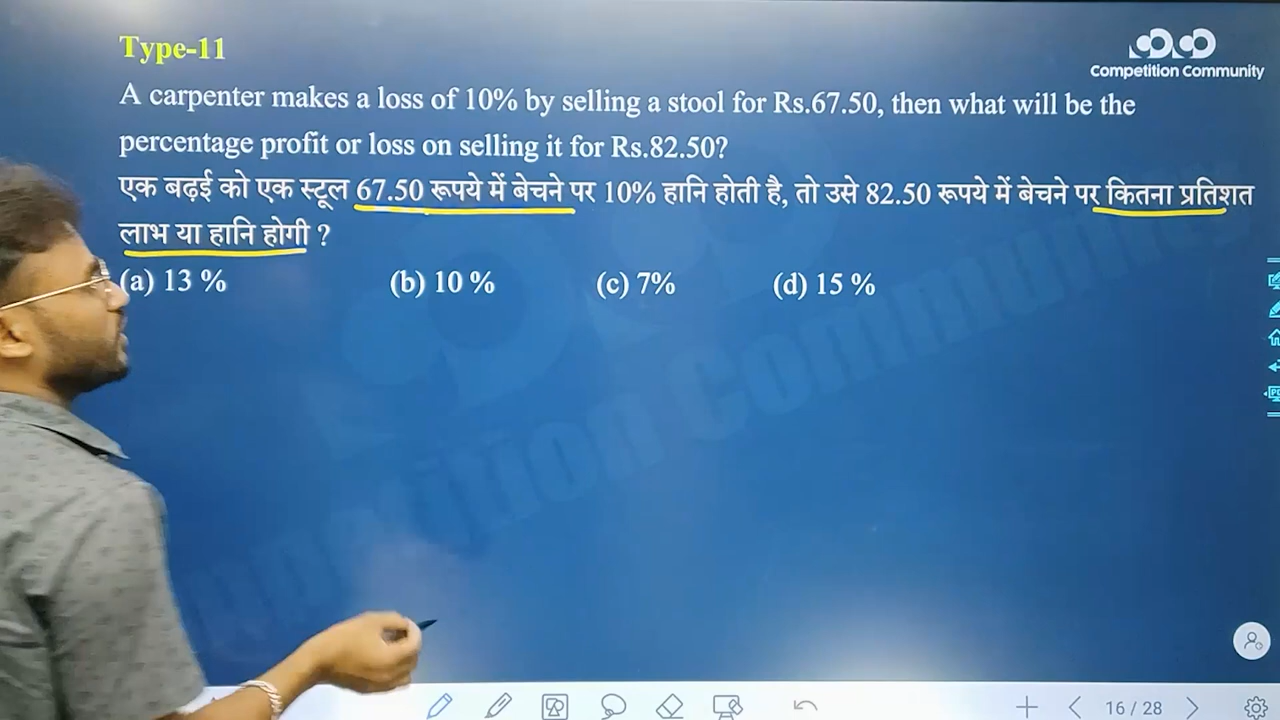 Type-11
Competition Community
A carpenter makes a loss of 10% by selling a stool for Rs.67.50, then what will be the
percentage profit or loss on selling it for Rs.82.50?
एक बढ़ई को एक स्टूल 67.50 रूपये में बेचने पर 10% हानि होती है, तो उसे 82.50 रूपये में बेचने पर कितना प्रतिशत
लाभ या हानि होगी ?
(a) 13 % (b) 10 % (c) 7% (d) 15 %
16 / 28